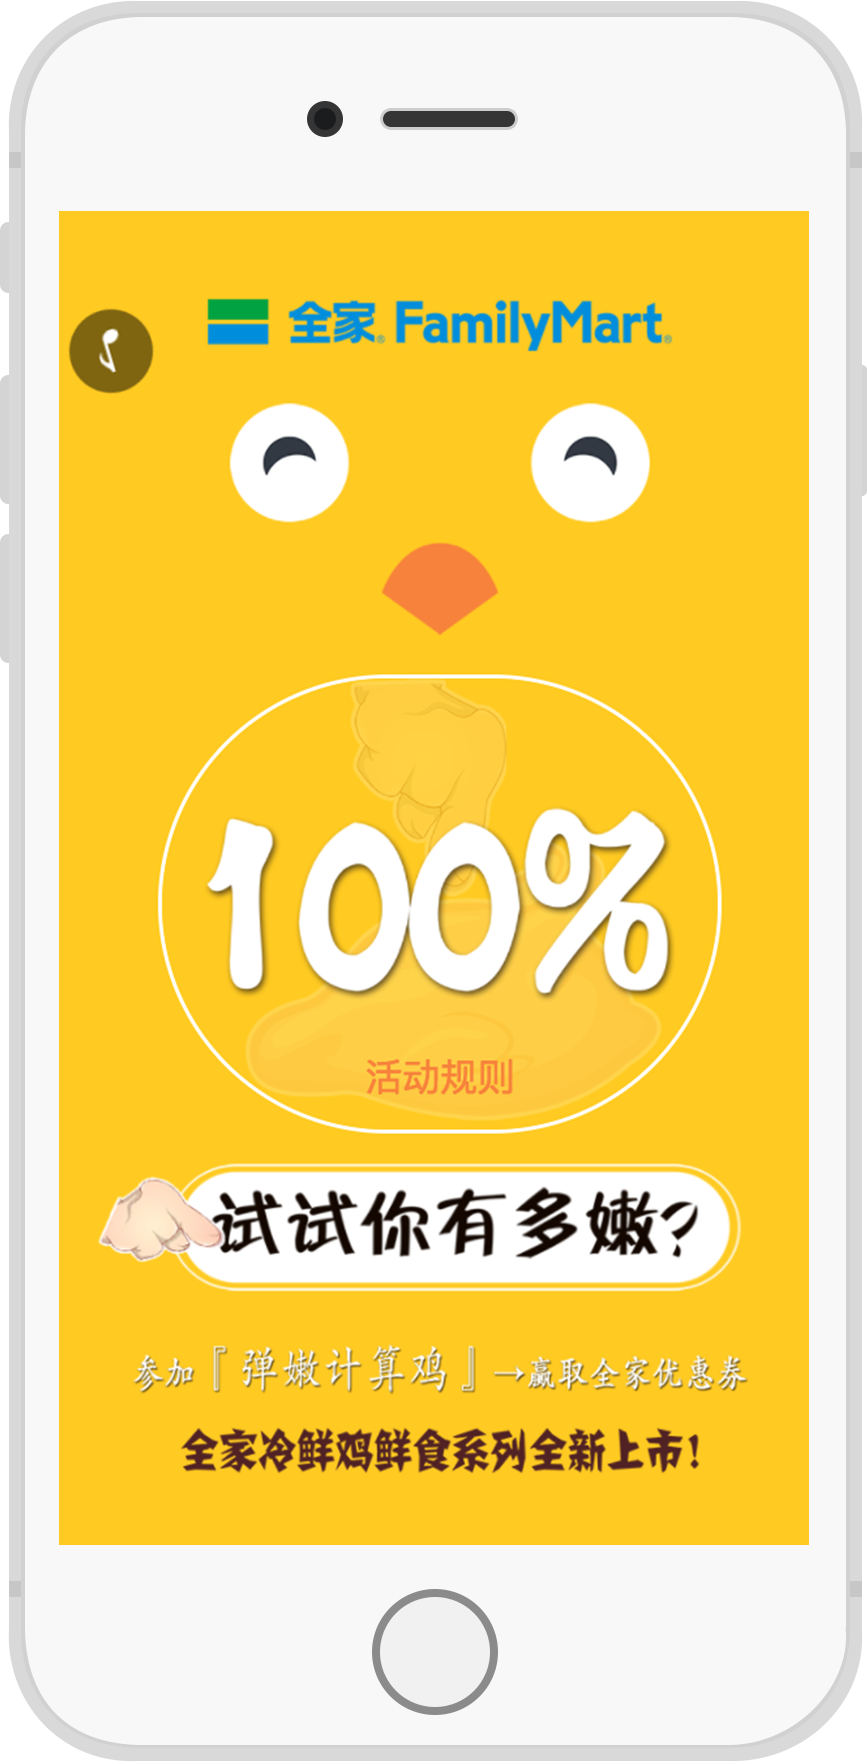 全家® FamilyMart®
100%
活动规则
试试你有多嫩?
参加『弹嫩计算鸡』→赢取全家优惠券
全家冷鲜鸡鲜食系列全新上市!